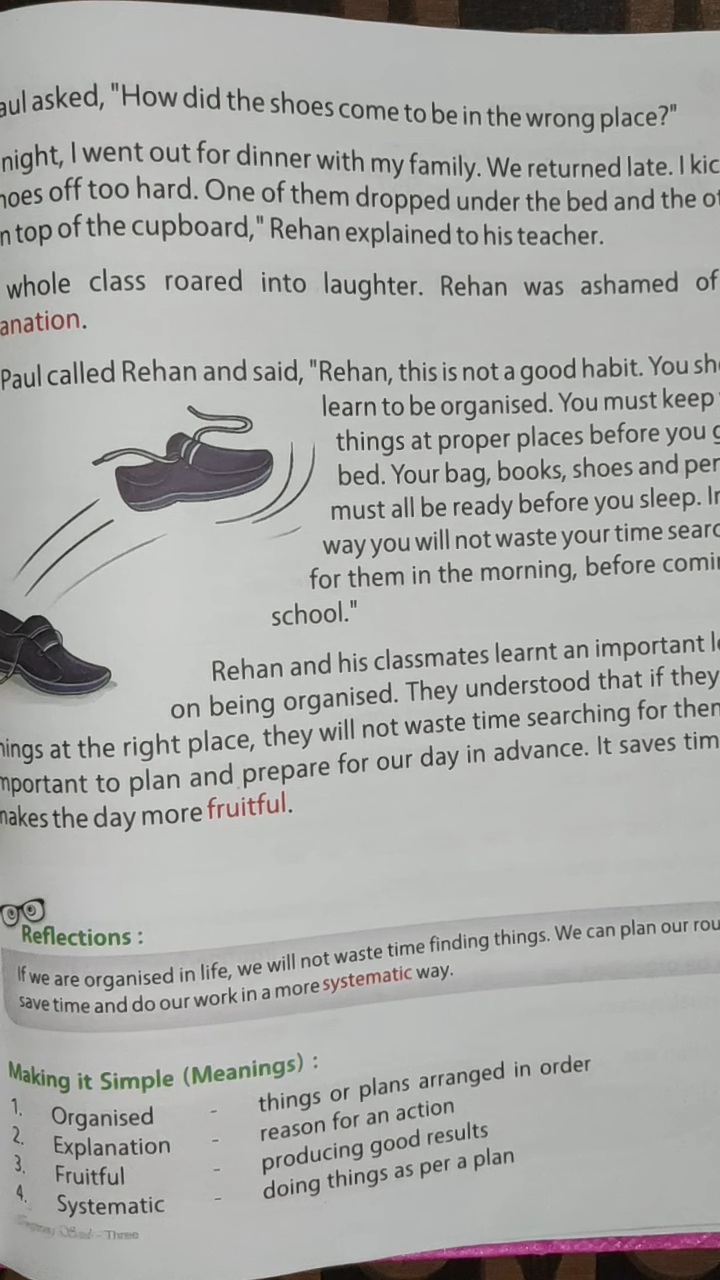 aul asked, "How did the shoes come to be in the wrong place?"
night, I went out for dinner with my family. We returned late. I kic
hoes off too hard. One of them dropped under the bed and the ot
n top of the cupboard," Rehan explained to his teacher.
whole class roared into laughter. Rehan was ashamed of
anation.
Paul called Rehan and said, "Rehan, this is not a good habit. You sh
learn to be organised. You must keep
things at proper places before you g
bed. Your bag, books, shoes and per
must all be ready before you sleep. In
way you will not waste your time searc
for them in the morning, before comi
school."
Rehan and his classmates learnt an important le
on being organised. They understood that if they
hings at the right place, they will not waste time searching for them
mportant to plan and prepare for our day in advance. It saves tim
makes the day more fruitful.
Reflections :
If we are organised in life, we will not waste time finding things. We can plan our rou
save time and do our work in a more systematic way.
Making it Simple (Meanings) :
1. Organised - things or plans arranged in order
2. Explanation - reason for an action
3. Fruitful - producing good results
4. Systematic - doing things as per a plan
- Three